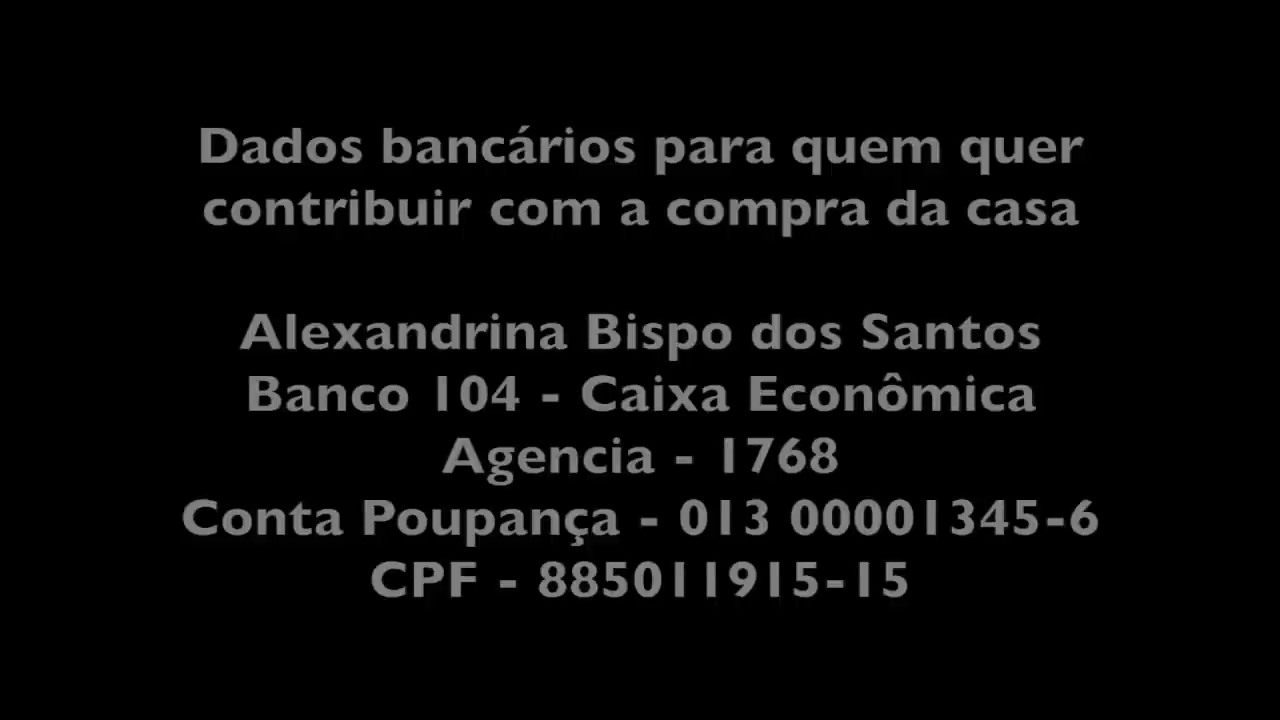 Dados bancários para quem quer
contribuir com a compra da casa
Alexandrina Bispo dos Santos
Banco 104 - Caixa Econômica
Agencia - 1768
Conta Poupança - 013 00001345-6
CPF - 885011915-15